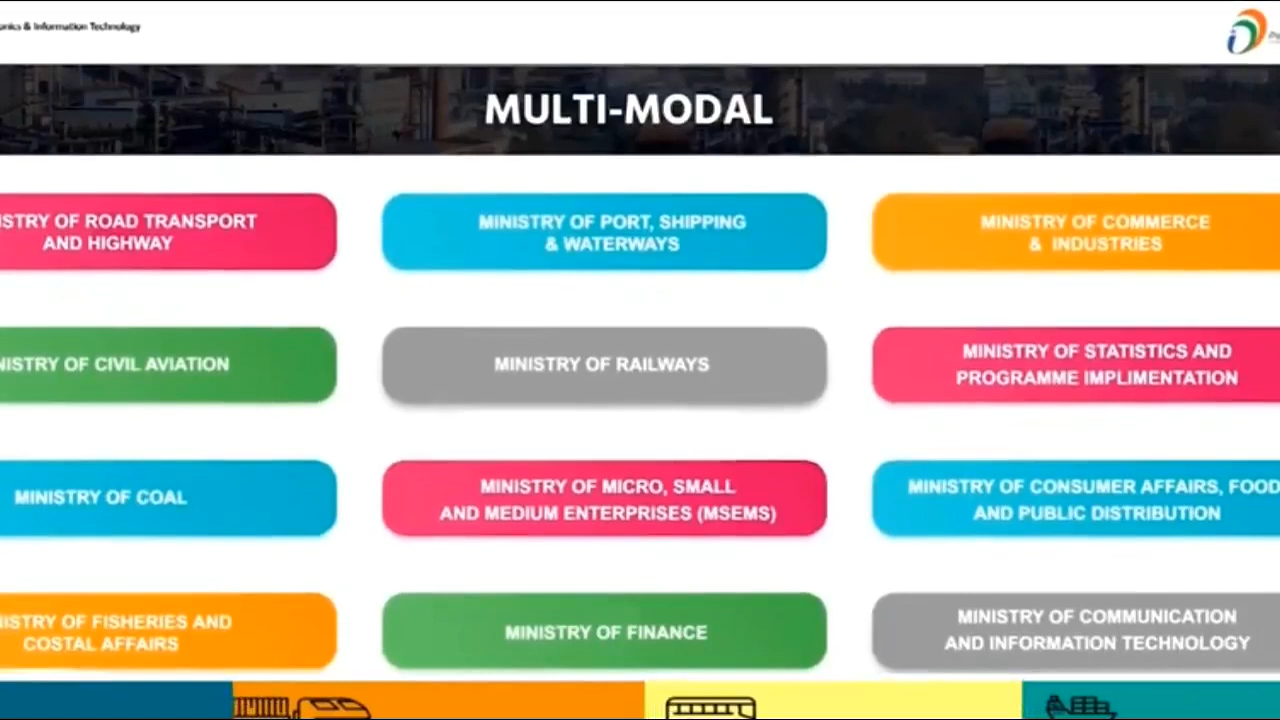 & Information Technology
MULTI-MODAL
OF ROAD TRANSPORT
AND HIGHWAY
MINISTRY OF PORT, SHIPPING
& WATERWAYS
MINISTRY OF COMMERCE
& INDUSTRIES
OF CIVIL AVIATION
MINISTRY OF RAILWAYS
MINISTRY OF STATISTICS AND
PROGRAMME IMPLIMENTATION
MINISTRY OF COAL
MINISTRY OF MICRO, SMALL
AND MEDIUM ENTERPRISES (MSEMS)
MINISTRY OF CONSUMER AFFAIRS, FOOD
AND PUBLIC DISTRIBUTION
OF FISHERIES AND
COSTAL AFFAIRS
MINISTRY OF FINANCE
MINISTRY OF COMMUNICATION
AND INFORMATION TECHNOLOGY